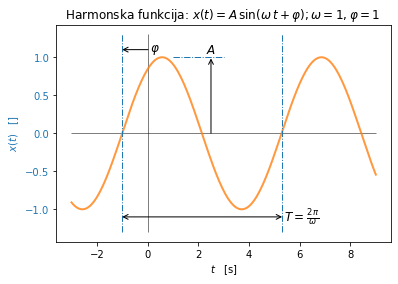 Harmonska funkcija: x(t) = A sin(ω t + φ); ω = 1, φ = 1
φ
A
1.0
0.5
0.0
−0.5
−1.0
x(t) []
T = 2π/ω
−2
0
2
4
6
8
t [s]